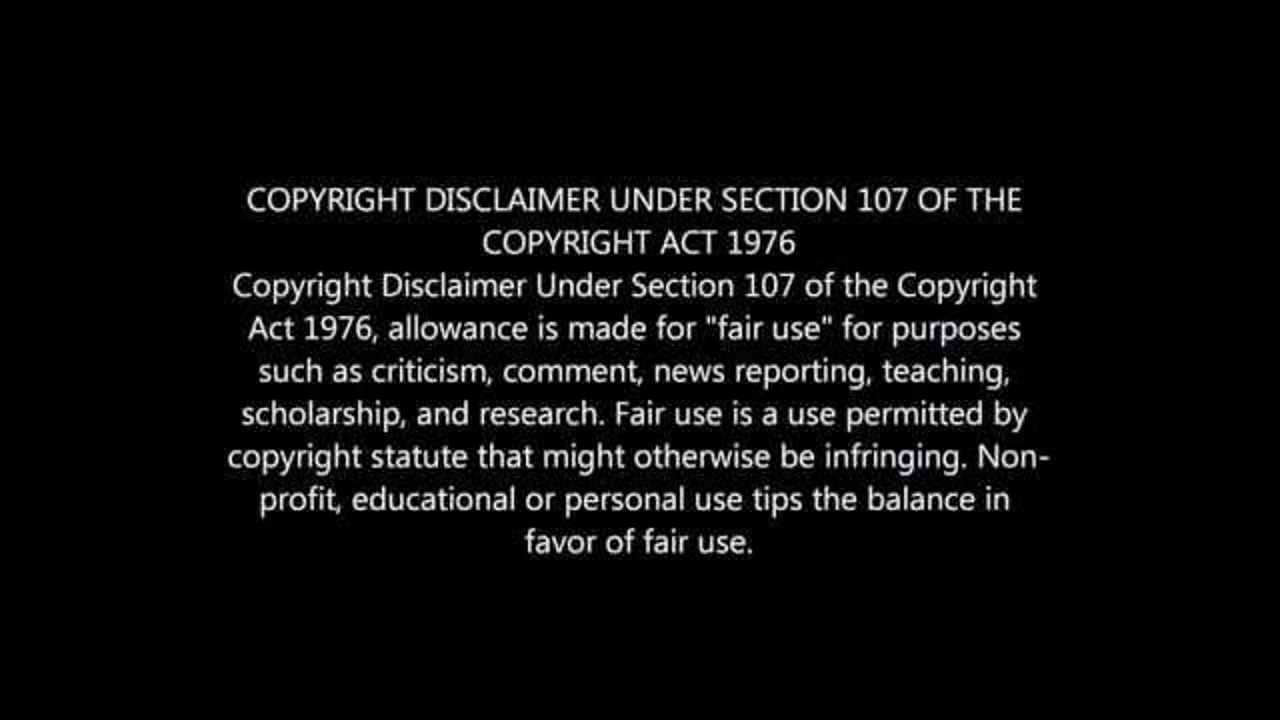 COPYRIGHT DISCLAIMER UNDER SECTION 107 OF THE
COPYRIGHT ACT 1976
Copyright Disclaimer Under Section 107 of the Copyright
Act 1976, allowance is made for "fair use" for purposes
such as criticism, comment, news reporting, teaching,
scholarship, and research. Fair use is a use permitted by
copyright statute that might otherwise be infringing. Non-
profit, educational or personal use tips the balance in
favor of fair use.